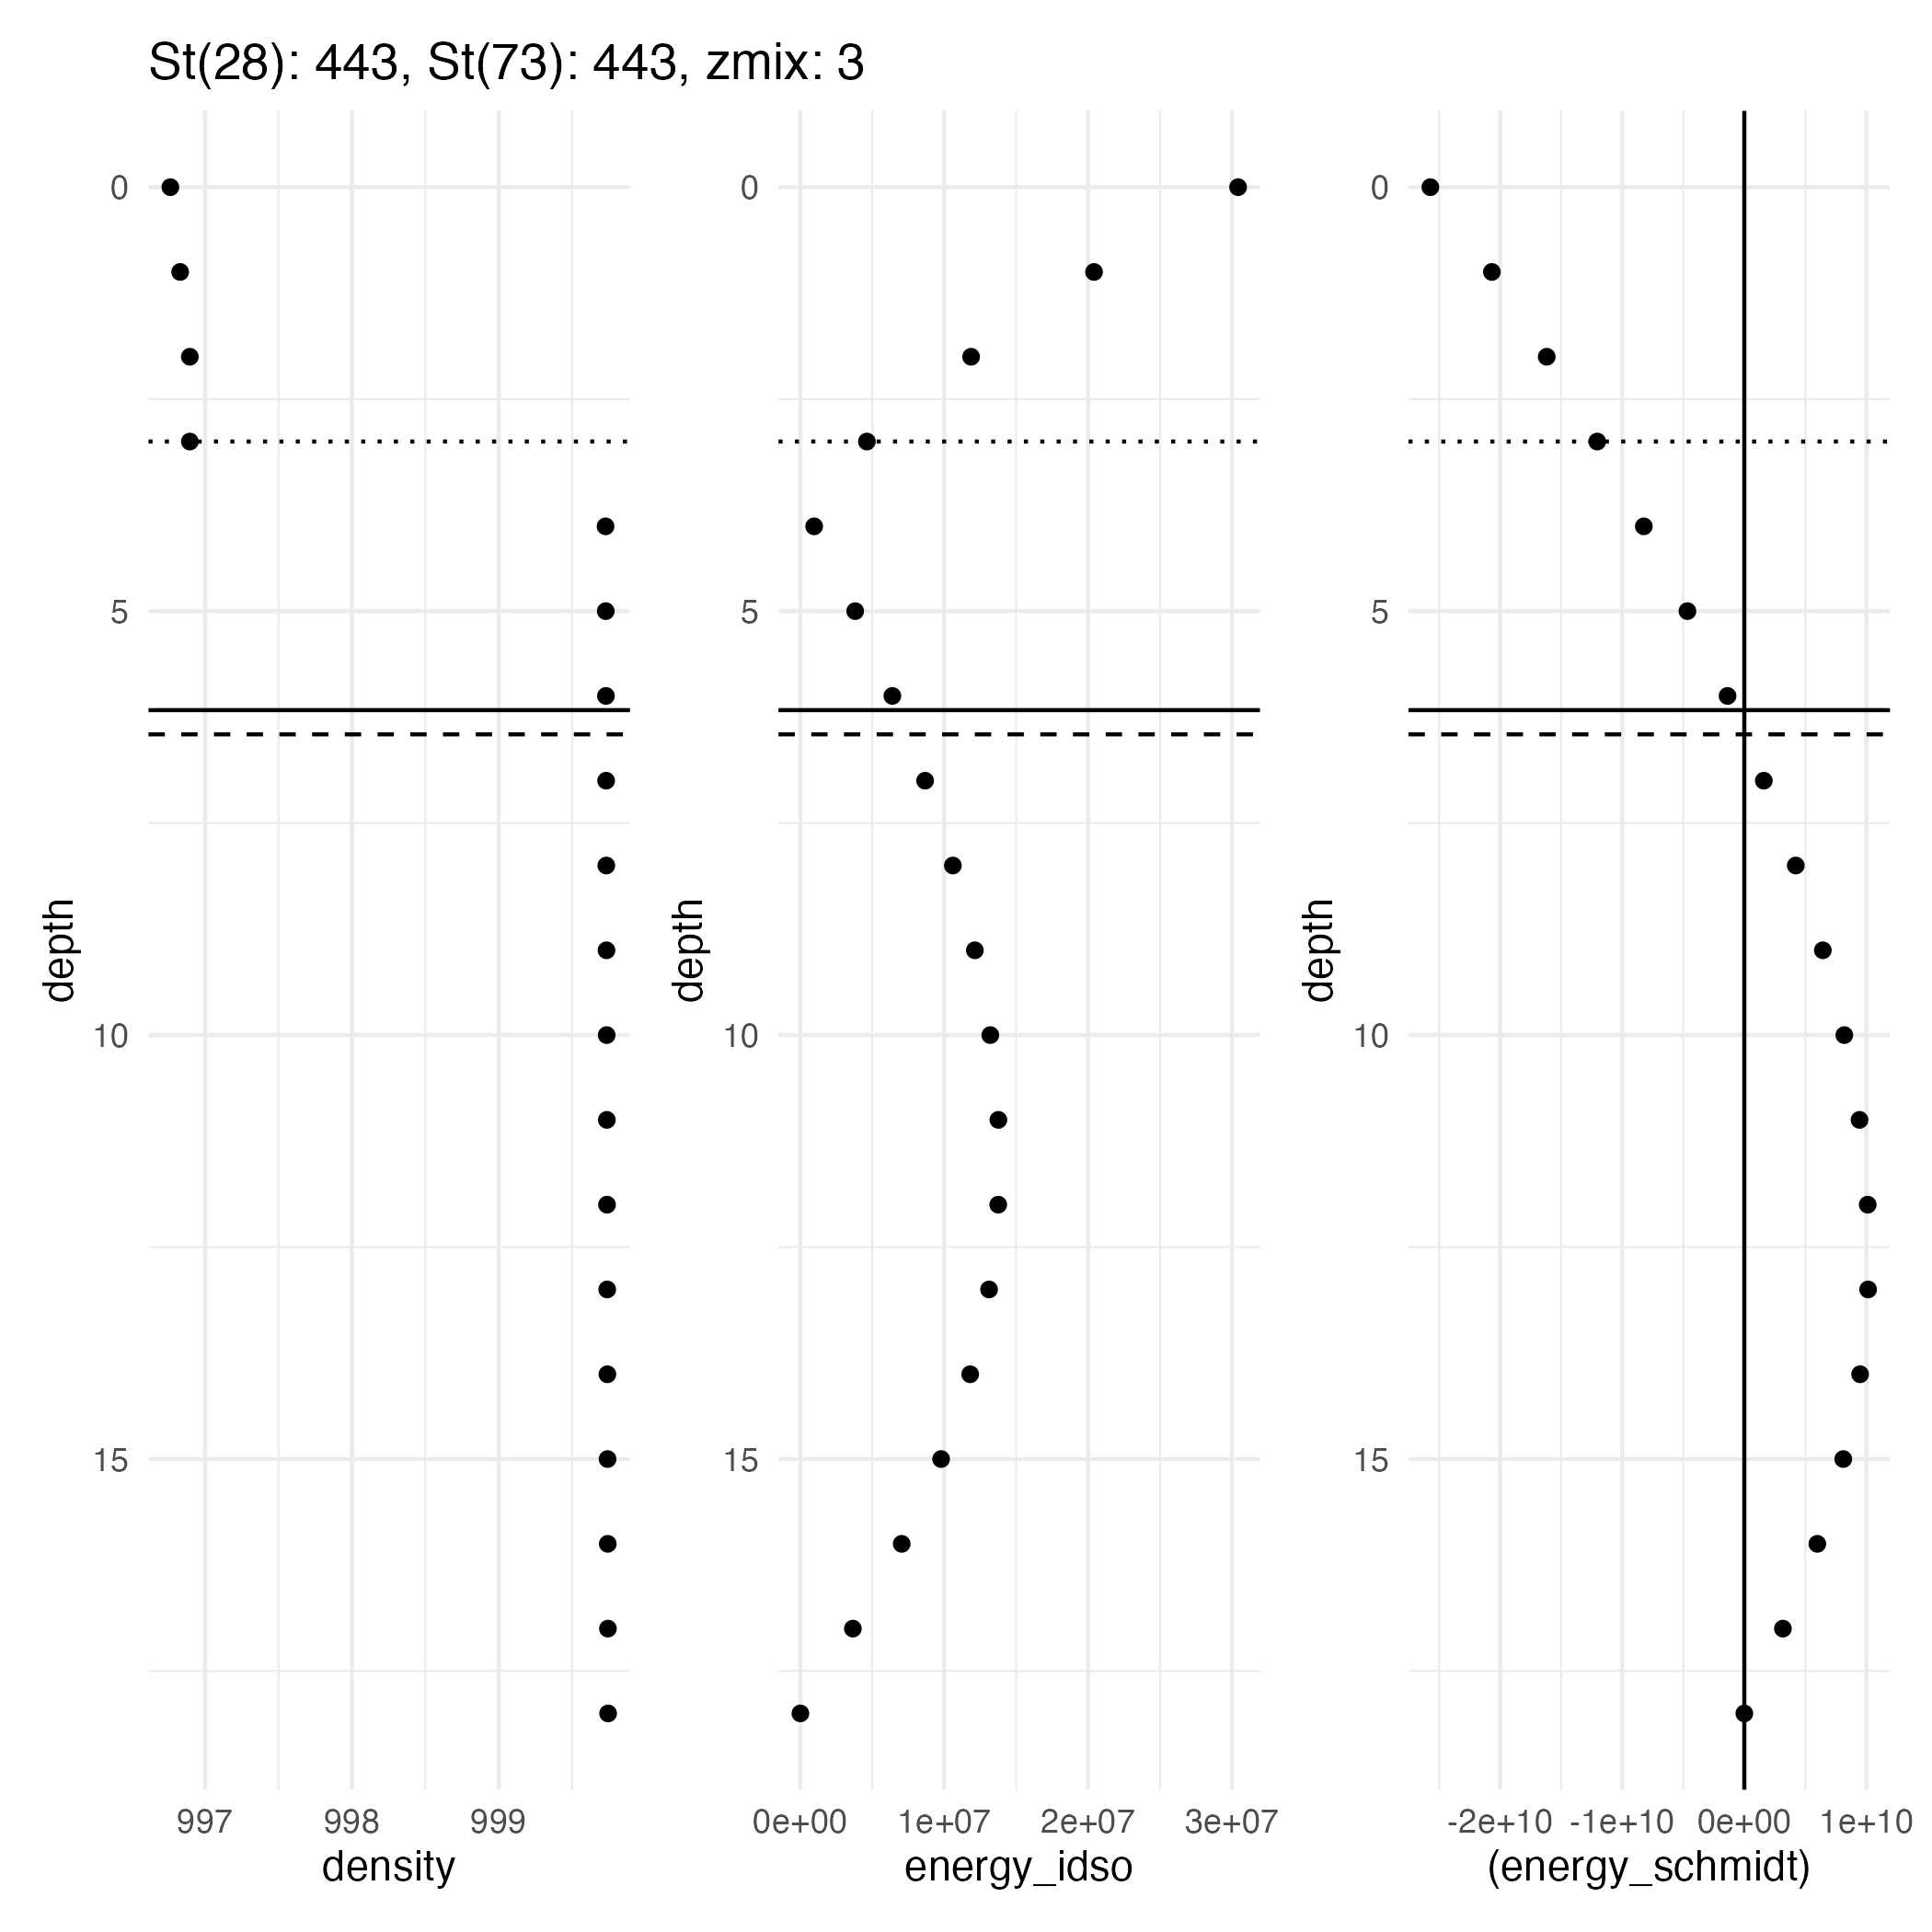 St(28): 443, St(73): 443, zmix: 3
0
5
10
15
depth
997 998 999
density
0
5
10
15
depth
0e+00 1e+07 2e+07 3e+07
energy_idso
0
5
10
15
depth
-2e+10 -1e+10 0e+00 1e+10
(energy_schmidt)